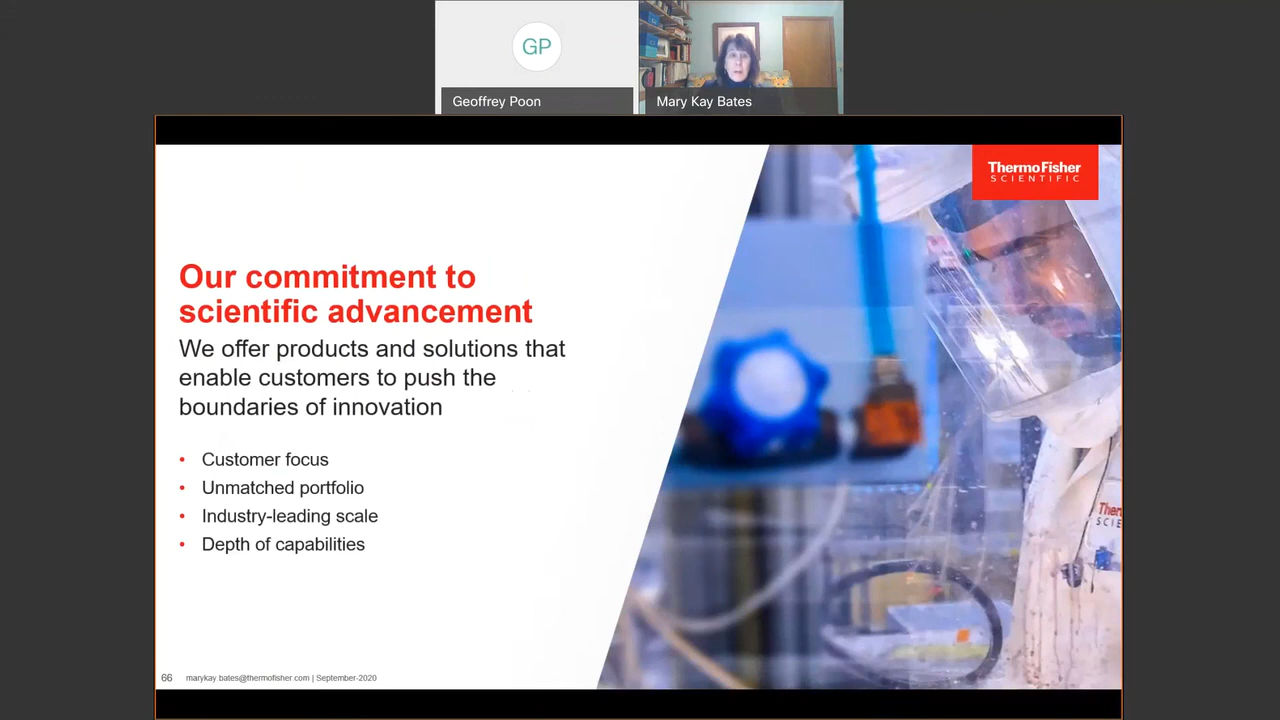 GP
Geoffrey Poon
Mary Kay Bates
ThermoFisher
SCIENTIFIC
Our commitment to
scientific advancement
We offer products and solutions that
enable customers to push the
boundaries of innovation
• Customer focus
• Unmatched portfolio
• Industry-leading scale
• Depth of capabilities
Ther
SCIE
66 marykay.bates@thermofisher.com | September-2020